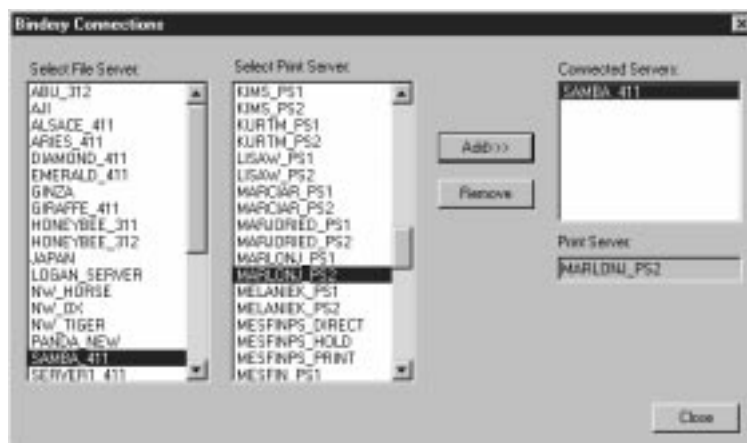 Bindery Connections
Select File Server:
ABU_312
AJI
ALSACE_411
ARIES_411
DIAMOND_411
EMERALD_411
GINZA
GIRAFFE_411
HONEYBEE_311
HONEYBEE_312
JAPAN
LOGAN_SERVER
NW_HORSE
NW_OX
NW_TIGER
PANDA_NEW
SAMBA_411
SERVER1_411
Select Print Server:
KIMS_PS1
KIMS_PS2
KURTM_PS1
KURTM_PS2
LISAW_PS1
LISAW_PS2
MARCIAR_PS1
MARCIAR_PS2
MARJORIED_PS1
MARJORIED_PS2
MARLONJ_PS1
MARLONJ_PS2
MELANIEK_PS1
MELANIEK_PS2
MESFINPS_DIRECT
MESFINPS_HOLD
MESFINPS_PRINT
MESFIN_PS1
Add>>
Remove
Connected Servers:
SAMBA_411
Print Server:
MARLONJ_PS2
Close